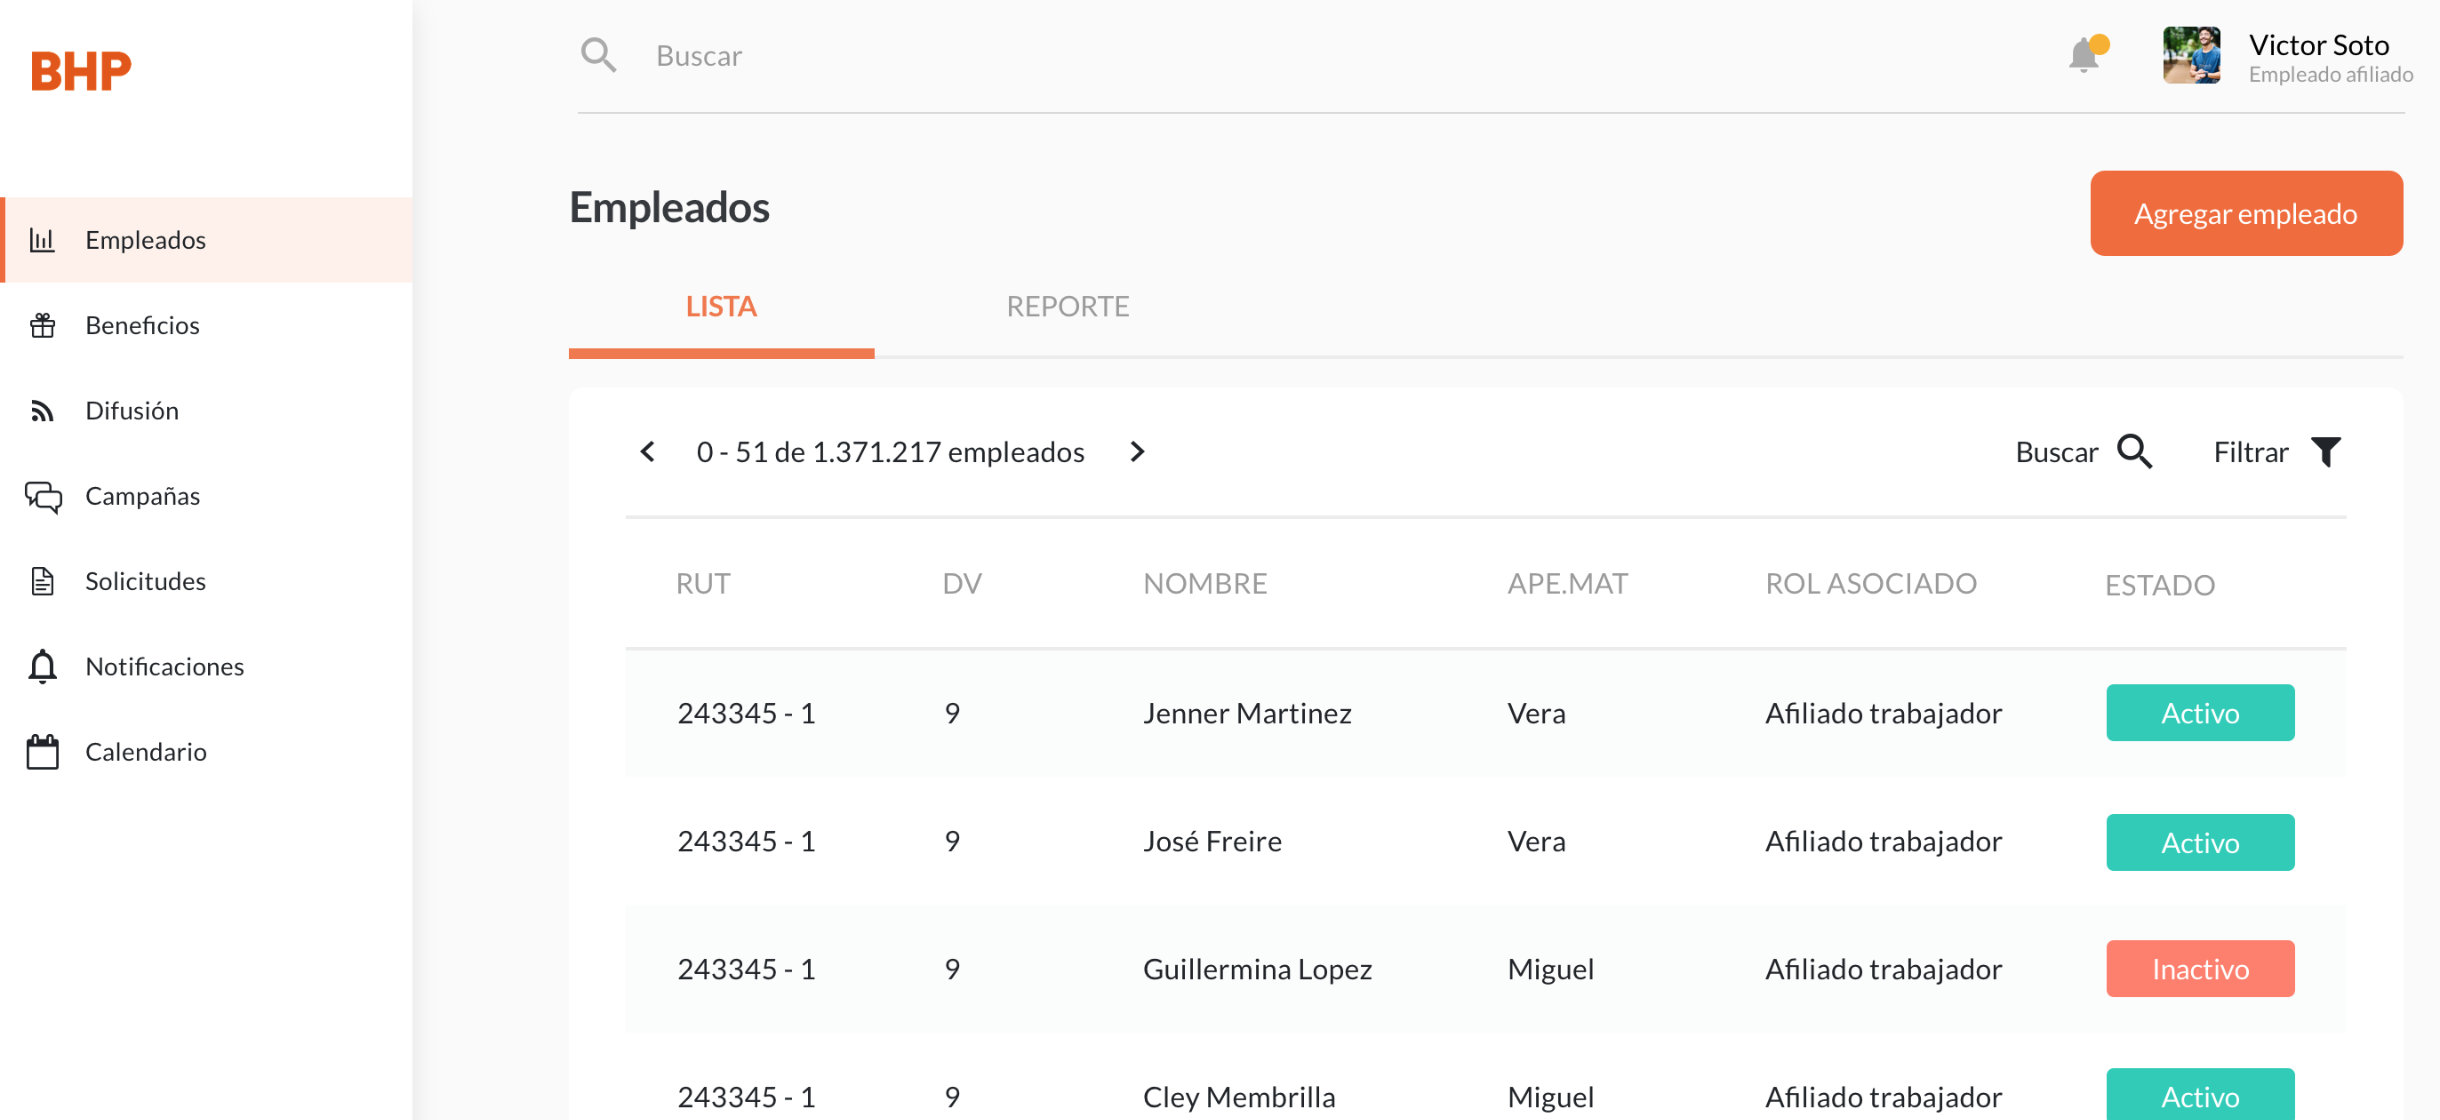 BHP
Buscar
Victor Soto
Empleado afiliado
Empleados
Beneficios
Difusión
Campañas
Solicitudes
Notificaciones
Calendario
Empleados
Agregar empleado
LISTA REPORTE
0 - 51 de 1.371.217 empleados Buscar Filtrar
RUT DV NOMBRE APE.MAT ROL ASOCIADO ESTADO
243345 - 1 9 Jenner Martinez Vera Afiliado trabajador Activo
243345 - 1 9 José Freire Vera Afiliado trabajador Activo
243345 - 1 9 Guillermina Lopez Miguel Afiliado trabajador Inactivo
243345 - 1 9 Cley Membrilla Miguel Afiliado trabajador Activo